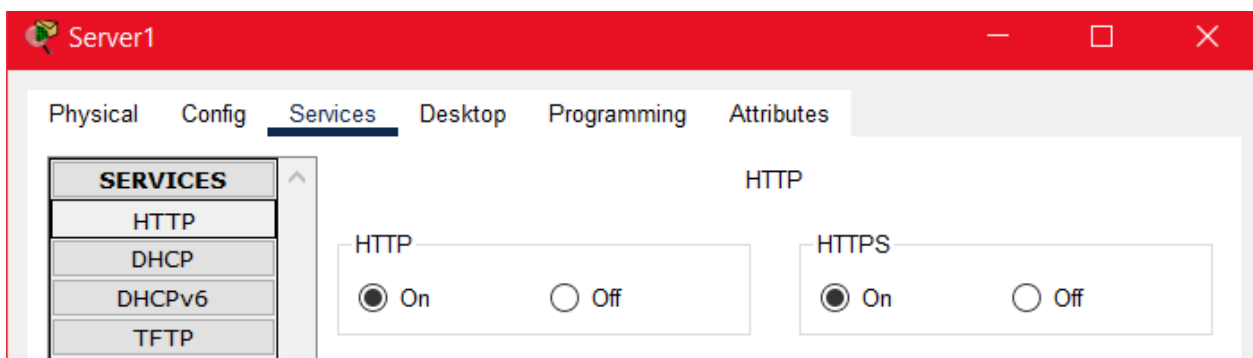 Server1
Physical Config Services Desktop Programming Attributes
SERVICES
HTTP
DHCP
DHCPv6
TFTP
HTTP
HTTP
On Off
HTTPS
On Off